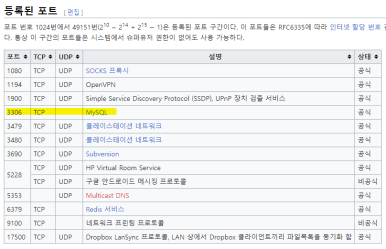 등록된 포트 [편집]
포트 번호 1024번에서 49151번(2^10 ~ 2^14 + 2^15 − 1)은 등록된 포트 구간이다. 이 포트들은 RFC6335에 따라 인터넷 할당 번호
다. 통상 이 구간의 포트들은 시스템에서 슈퍼유저 권한이 없어도 사용 가능하다.
포트 TCP UDP 설명 상태
1080 TCP SOCKS 프록시 공식
1194 TCP UDP OpenVPN 공식
1900 TCP UDP Simple Service Discovery Protocol (SSDP), UPnP 장치 검출 서비스 공식
3306 TCP MySQL 공식
3479 TCP UDP 플레이스테이션 네트워크 공식
3480 TCP UDP 플레이스테이션 네트워크 공식
3690 TCP UDP Subversion 공식
5228 TCP UDP HP Virtual Room Service 공식
TCP UDP 구글 안드로이드 메시징 프로토콜 비공식
5353 UDP Multicast DNS 공식
6379 TCP Redis 서비스 공식
9100 TCP 네트워크 프린팅 프로토콜 비공식
17500 TCP UDP Dropbox LanSync 프로토콜, LAN 상에서 Dropbox 클라이언트끼리 파일목록을 동기화 함 공식